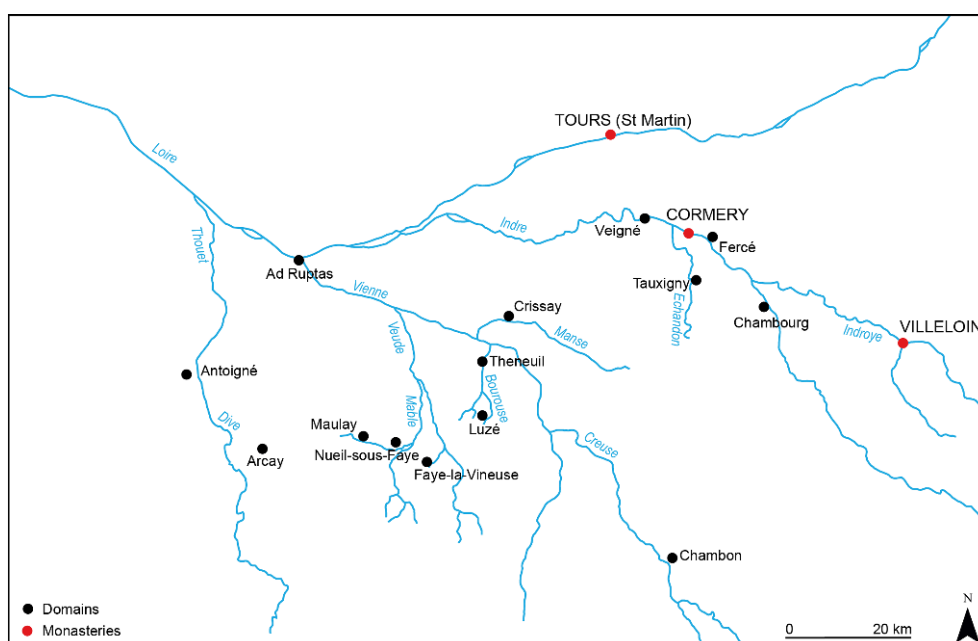 TOURS (St Martin)
Loire
Indre
Veigné
CORMERY
Fercé
Thouet
Ad Ruptas
Vienne
Tauxigny
Echandon
Chambourg
Indroye
VILLELOIN
Crissay
Manse
Veude
Theneuil
Antoigné
Bourouse
Mable
Luzé
Dive
Maulay
Nueil-sous-Faye
Arcay
Faye-la-Vineuse
Creuse
Chambon
Domains
Monasteries
N
0 20 km